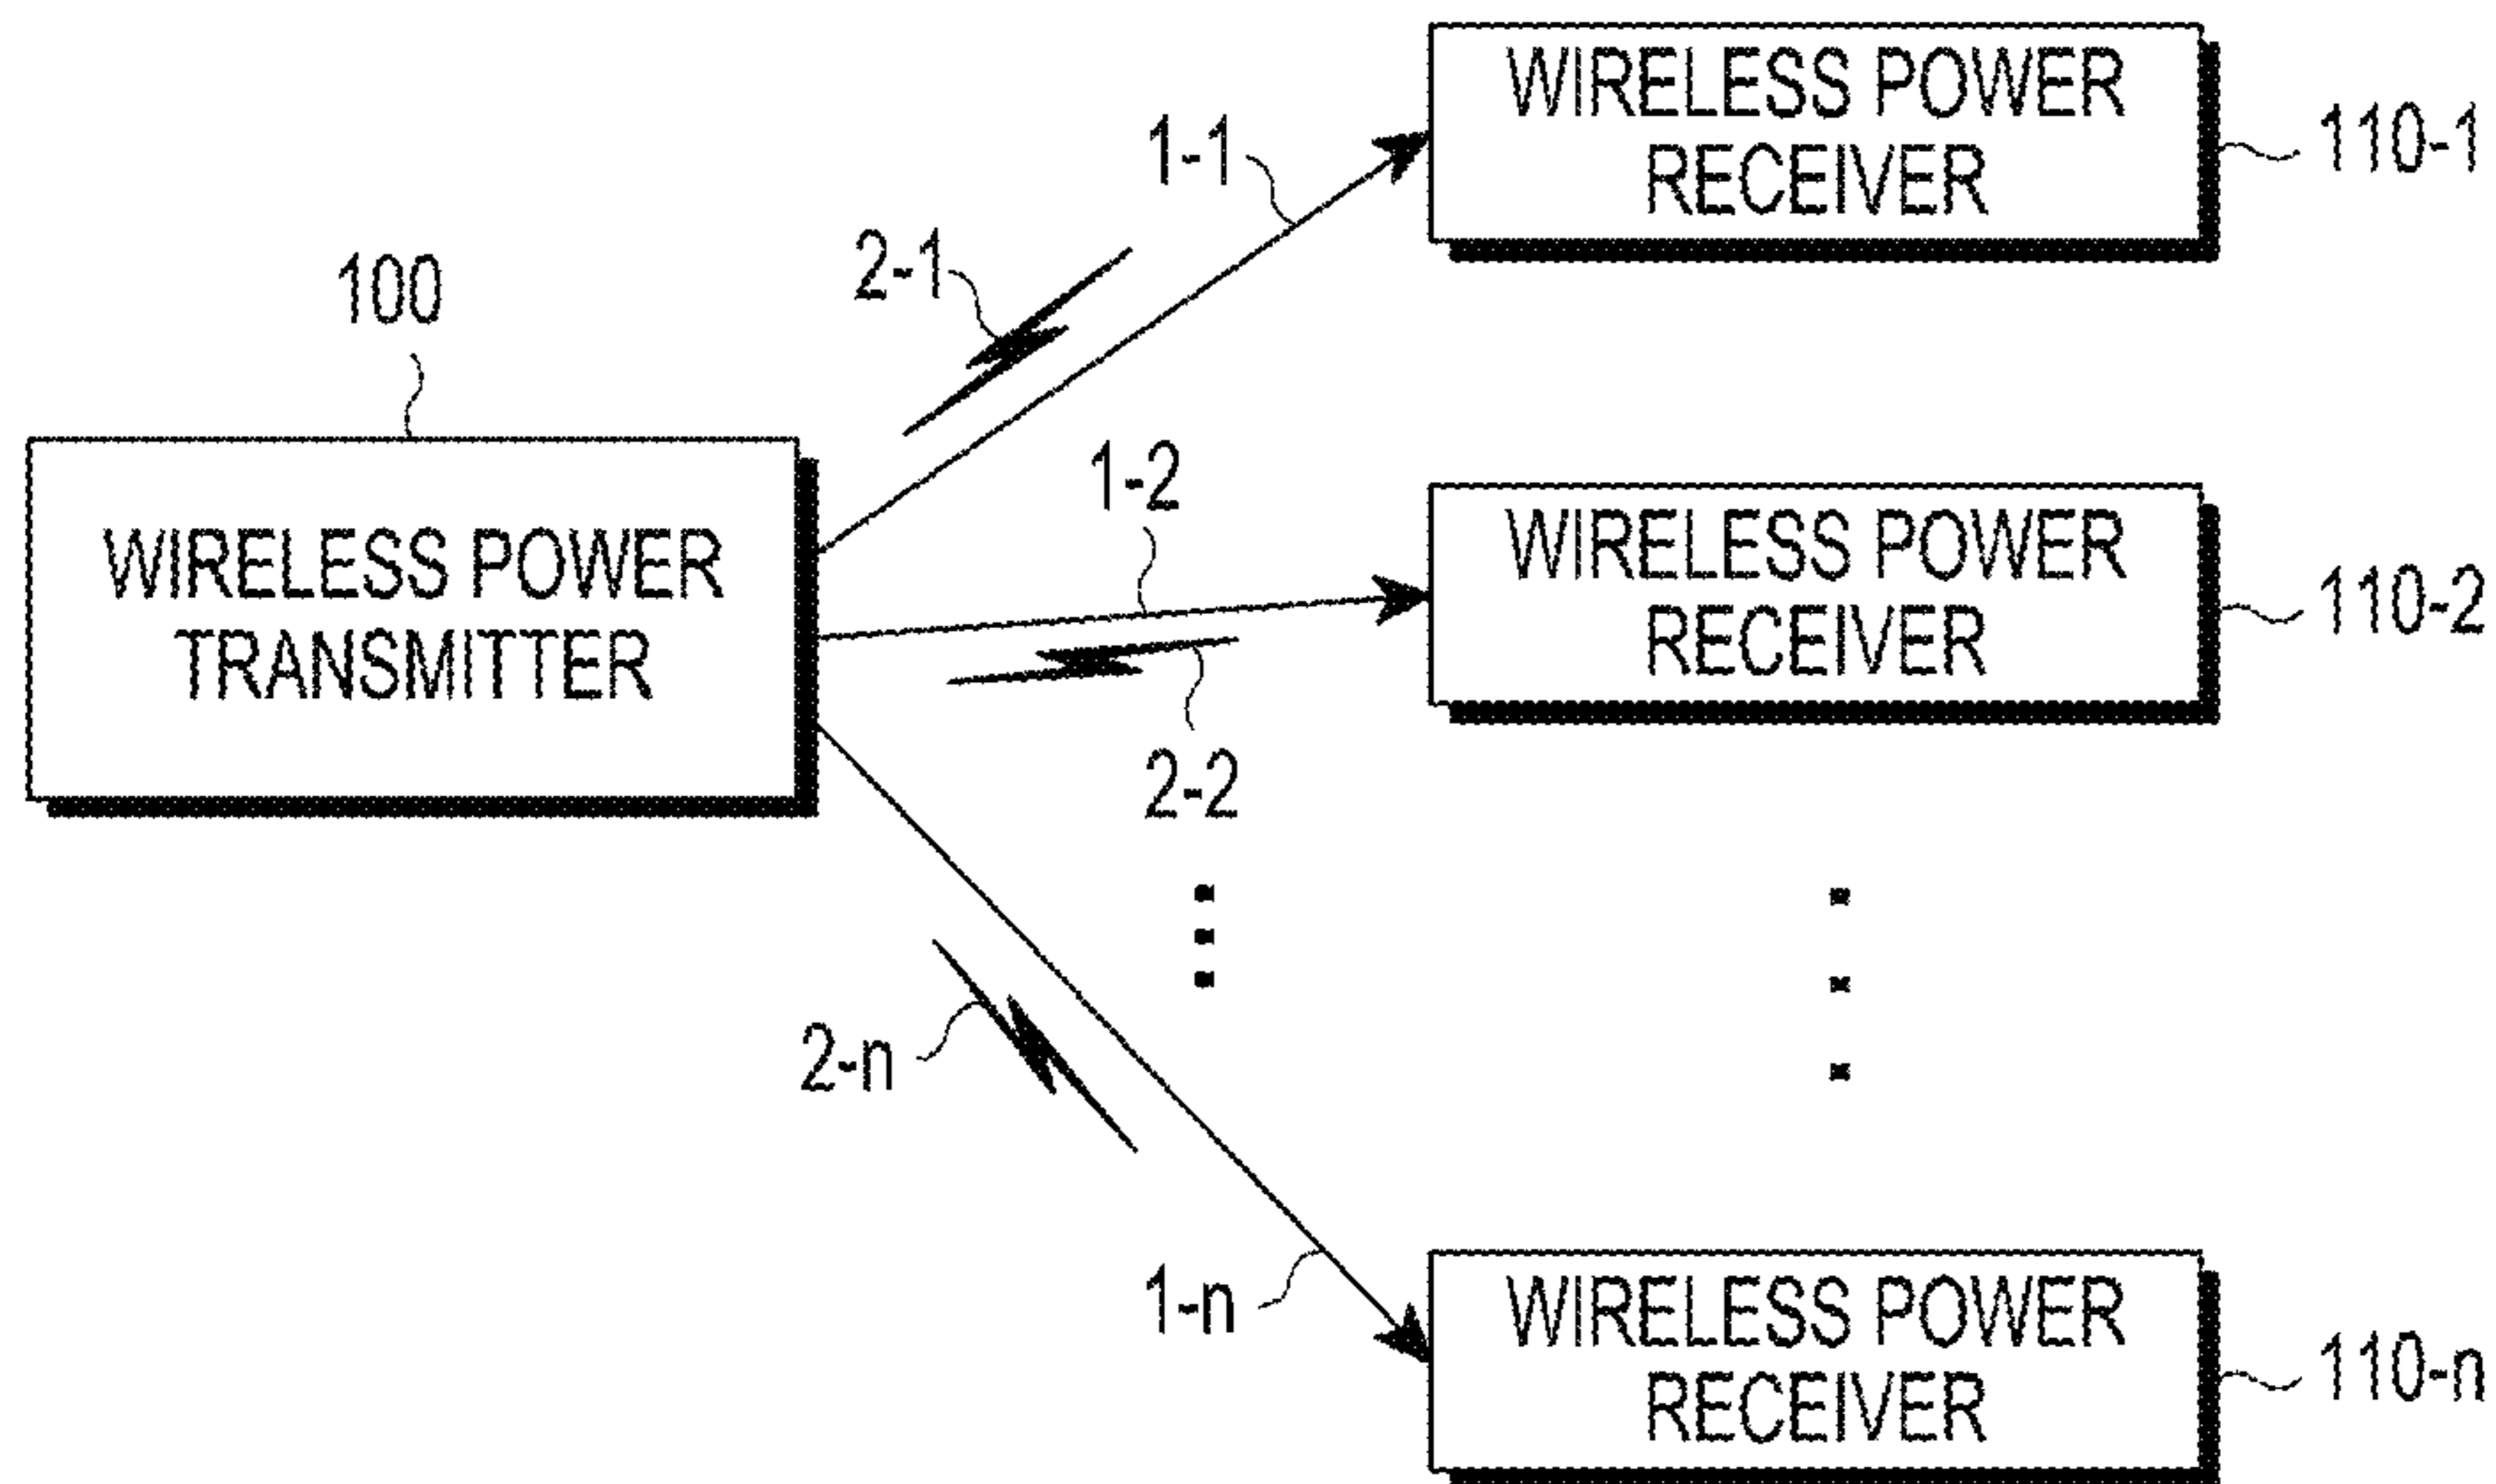 WIRELESS POWER
RECEIVER
110-1
1-1
2-1
100
WIRELESS POWER
TRANSMITTER
1-2
WIRELESS POWER
RECEIVER
110-2
2-2
2-n
1-n
WIRELESS POWER
RECEIVER
110-n